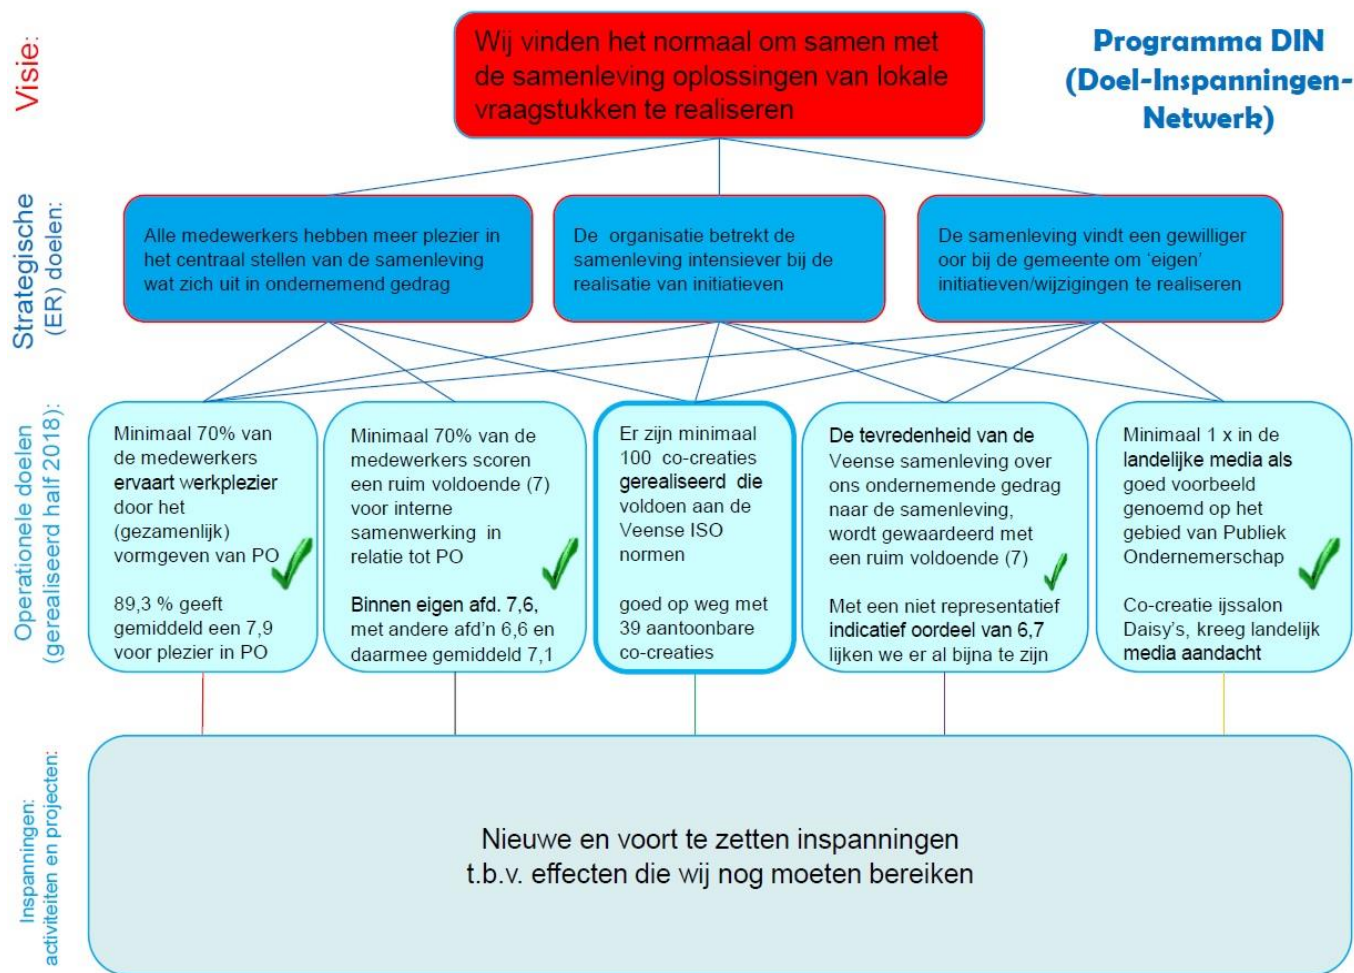 Visie:
Wij vinden het normaal om samen met
de samenleving oplossingen van lokale
vraagstukken te realiseren
Programma DIN
(Doel-Inspanningen-
Netwerk)
Strategische
(ER) doelen:
Alle medewerkers hebben meer plezier in
het centraal stellen van de samenleving
wat zich uit in ondernemend gedrag
De organisatie betrekt de
samenleving intensiever bij de
realisatie van initiatieven
De samenleving vindt een gewilliger
oor bij de gemeente om ‘eigen’
initiatieven/wijzigingen te realiseren
Operationele doelen
(gerealiseerd half 2018):
Minimaal 70% van
de medewerkers
ervaart werkplezier
door het
(gezamenlijk)
vormgeven van PO
89,3 % geeft
gemiddeld een 7,9
voor plezier in PO
Minimaal 70% van de
medewerkers scoren
een ruim voldoende (7)
voor interne
samenwerking in
relatie tot PO
Binnen eigen afd. 7,6,
met andere afd’n 6,6 en
daarmee gemiddeld 7,1
Er zijn minimaal
100 co-creaties
gerealiseerd die
voldoen aan de
Veense ISO
normen
goed op weg met
39 aantoonbare
co-creaties
De tevredenheid van de
Veense samenleving over
ons ondernemende gedrag
naar de samenleving,
wordt gewaardeerd met
een ruim voldoende (7)
Met een niet representatief
indicatief oordeel van 6,7
lijken we er al bijna te zijn
Minimaal 1 x in de
landelijke media als
goed voorbeeld
genoemd op het
gebied van Publiek
Ondernemerschap
Co-creatie ijssalon
Daisy’s, kreeg landelijk
media aandacht
Inspanningen:
activiteiten en projecten:
Nieuwe en voort te zetten inspanningen
t.b.v. effecten die wij nog moeten bereiken